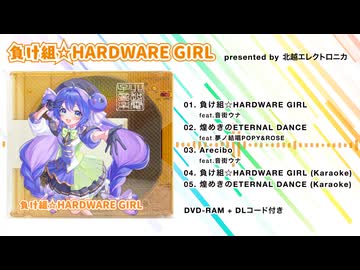 負け組☆HARDWARE GIRL
presented by 北越エレクトロニカ
01. 負け組☆HARDWARE GIRL
feat.音街ウナ
02. 煌めきのETERNAL DANCE
feat 夢ノ結唱POPY&ROSE
03. Arecibo
feat 音街ウナ
04. 負け組☆HARDWARE GIRL (Karaoke)
05. 煌めきのETERNAL DANCE (Karaoke)
DVD-RAM + DLコード付き
負け組☆HARDWARE GIRL